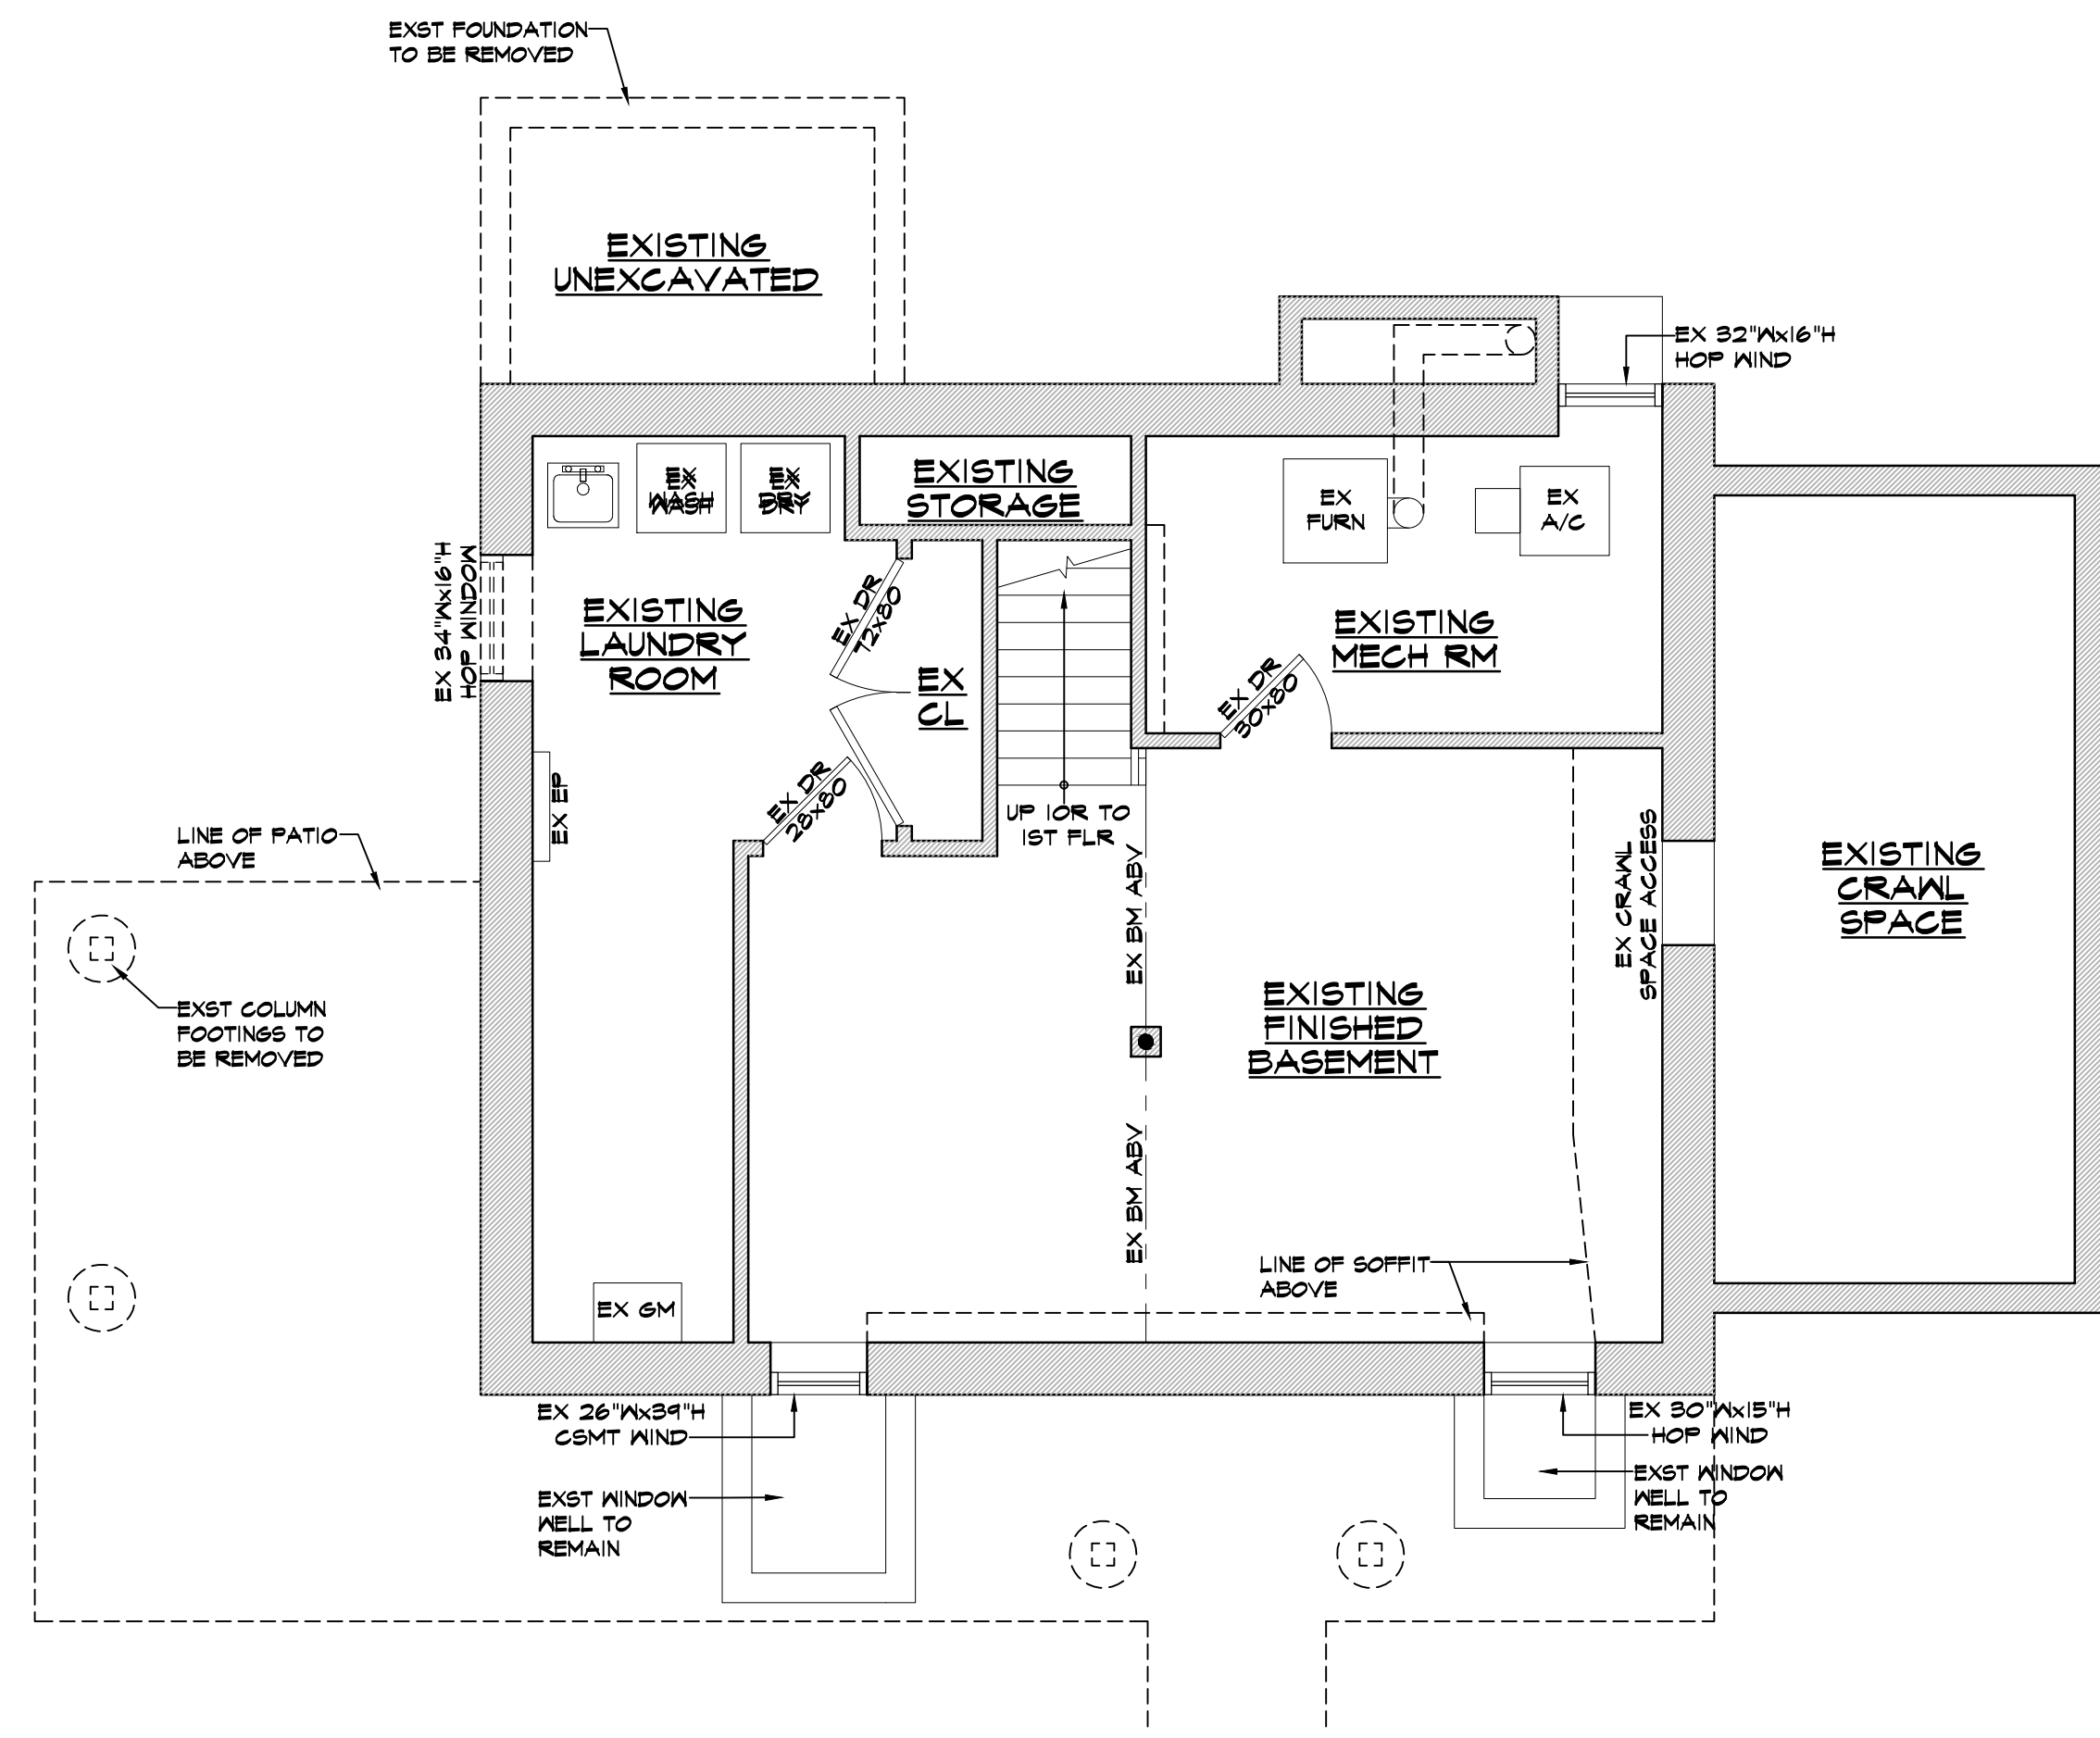 EXST FOUNDATION
TO BE REMOVED
EXISTING
UNEXCAVATED
EX 32"Wx16"H
HOP WIND
EX
WASH
EX
DRY
EXISTING
STORAGE
EX
FURN
EX
A/C
EX 34"Wx16"H
HOP WINDOW
EXISTING
LAUNDRY
ROOM
EX DR
72x80
EX
CL
EXISTING
MECH RM
EX DR
30x80
EX DR
28x80
EX EP
UP 10R TO
1ST FLR
LINE OF PATIO
ABOVE
EX BM ABV
EX CRAWL
SPACE ACCESS
EXISTING
CRAWL
SPACE
EXST COLUMN
FOOTINGS TO
BE REMOVED
EXISTING
FINISHED
BASEMENT
EX BM ABV
LINE OF SOFFIT
ABOVE
EX GM
EX 26"Wx39"H
CSMT WIND
EX 30"Wx15"H
HOP WIND
EXST WINDOW
WELL TO
REMAIN
EXST WINDOW
WELL TO
REMAIN